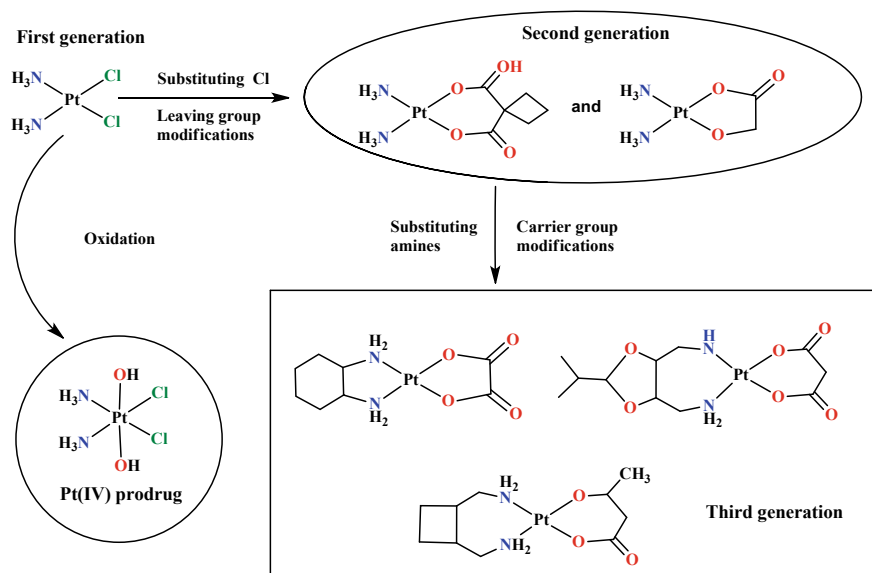 First generation
H3N
H3N
Pt
Cl
Cl
Substituting Cl
Leaving group
modifications
Second generation
H3N
H3N
Pt
O
O
OH
O
and
H3N
H3N
Pt
O
O
O
Oxidation
Substituting
amines
Carrier group
modifications
OH
H3N
H3N
Pt
Cl
Cl
OH
Pt(IV) prodrug
H2
N
N
H2
Pt
O
O
O
O
O
O
H
N
N
H2
Pt
O
O
O
O
H2
N
NH2
Pt
O
O
CH3
O
Third generation